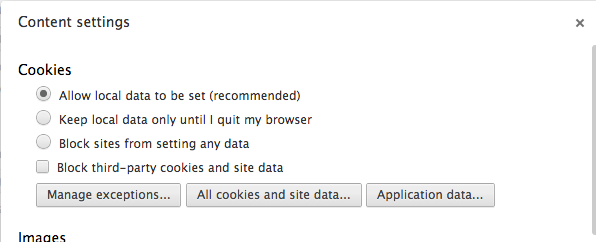 Content settings
Cookies
Allow local data to be set (recommended)
Keep local data only until I quit my browser
Block sites from setting any data
Block third-party cookies and site data
Manage exceptions... All cookies and site data... Application data...
Images